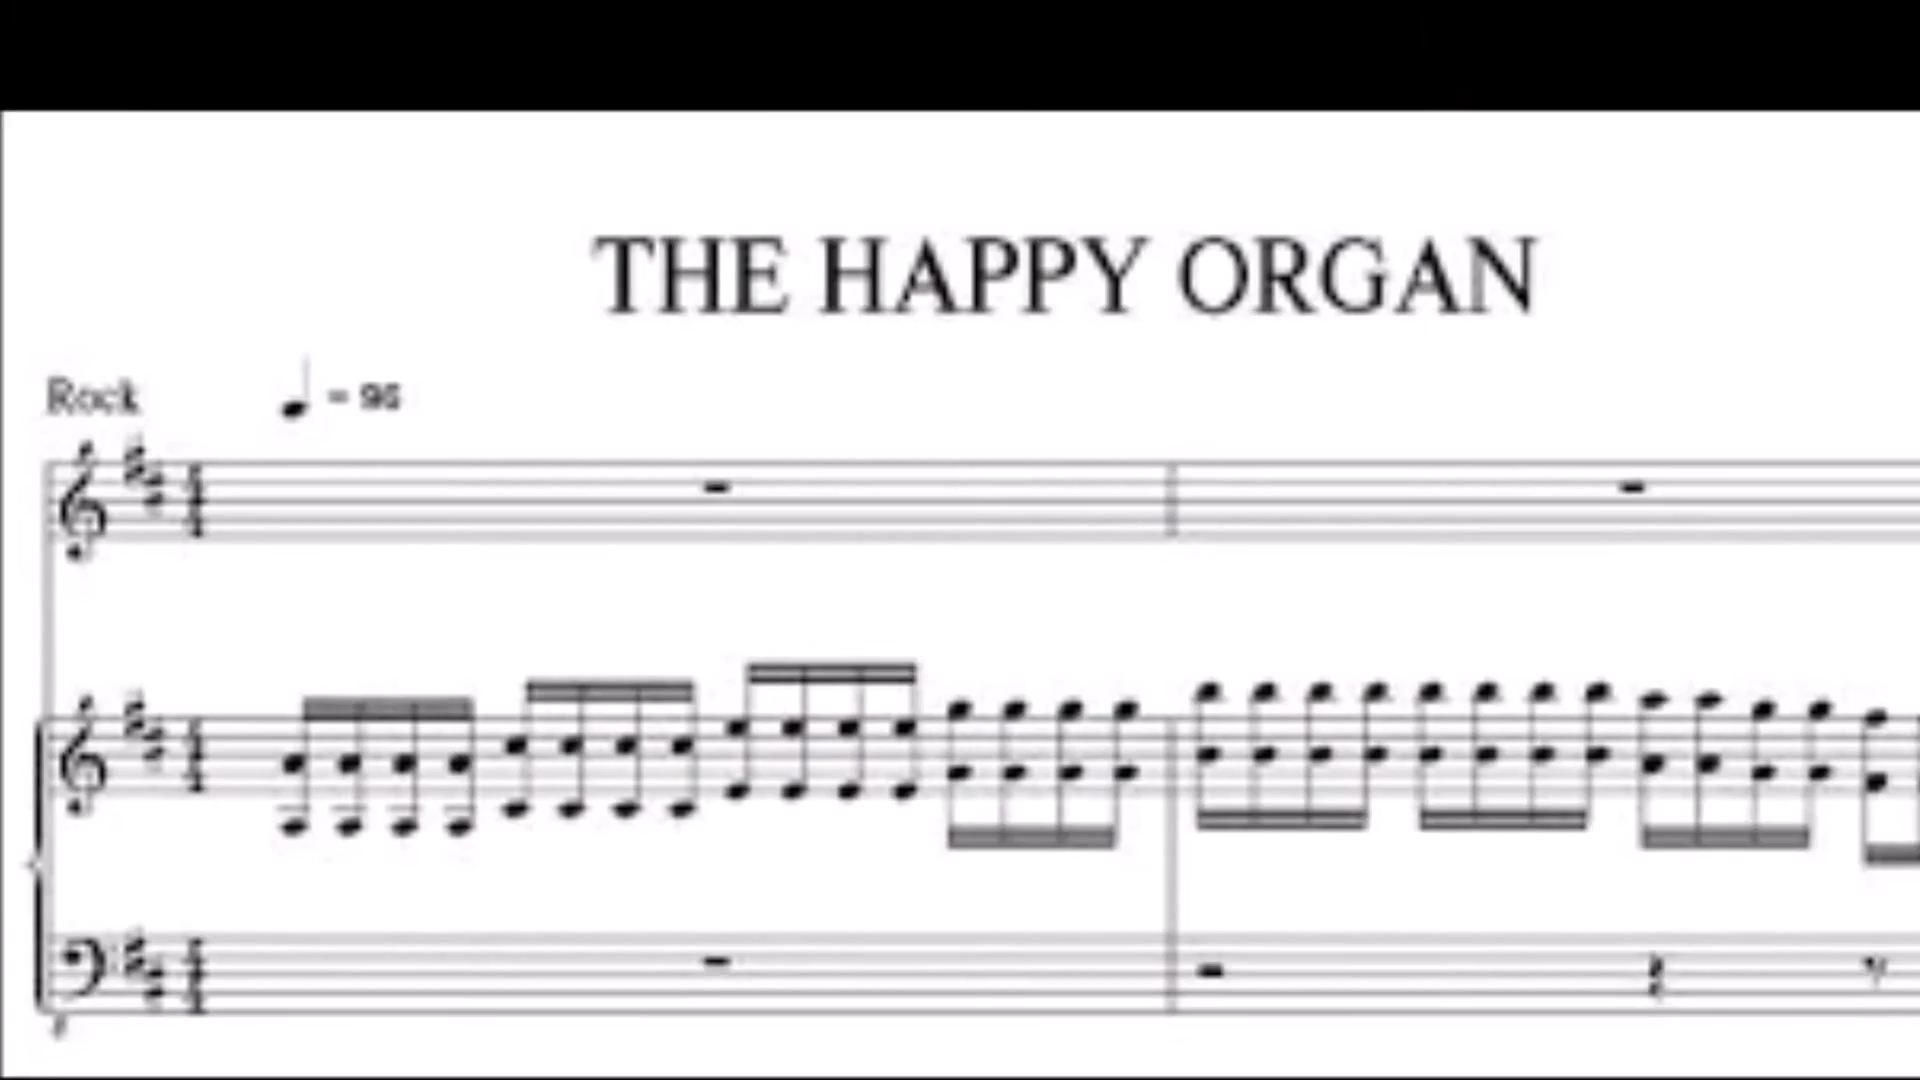 THE HAPPY ORGAN
Rock
= 96